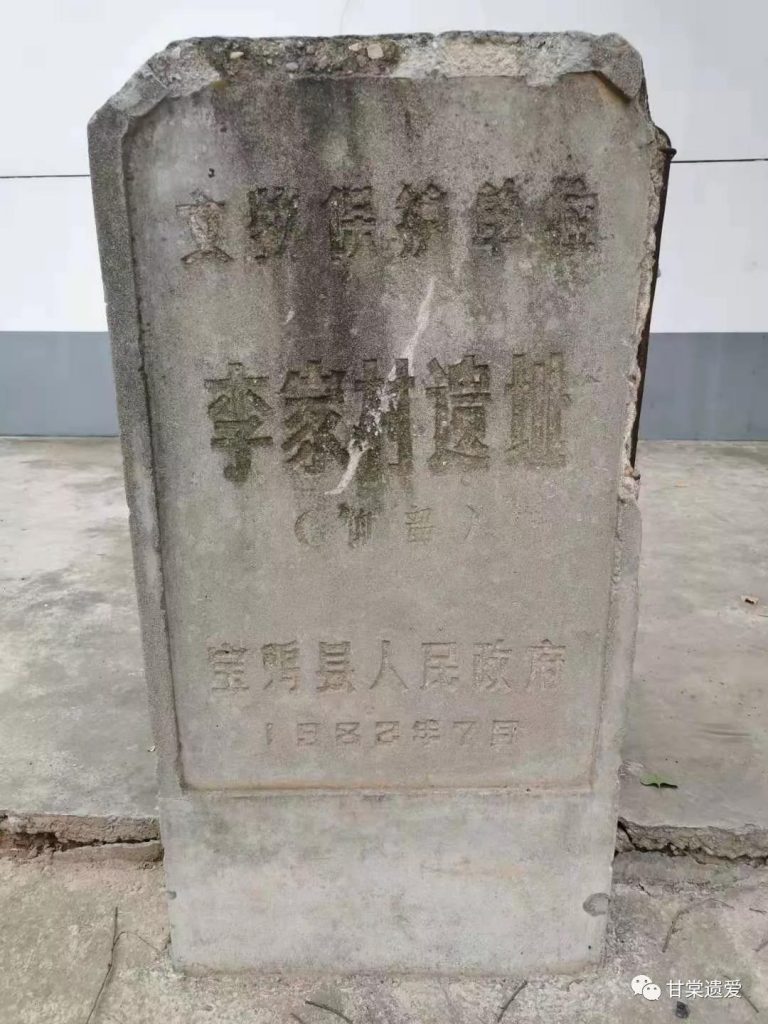 文物保护单位
李家村遗址
宝鸡县人民政府
1982年7月
甘棠遗爱